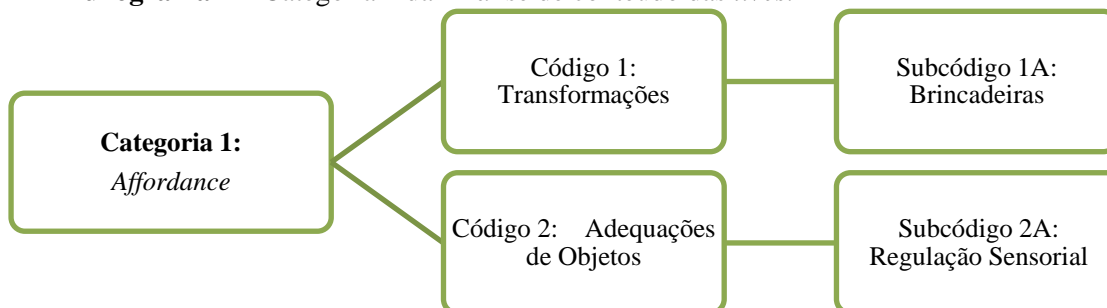 Categoria 1:
Affordance
Código 1:
Transformações
Subcódigo 1A:
Brincadeiras
Código 2: Adequações
de Objetos
Subcódigo 2A:
Regulação Sensorial